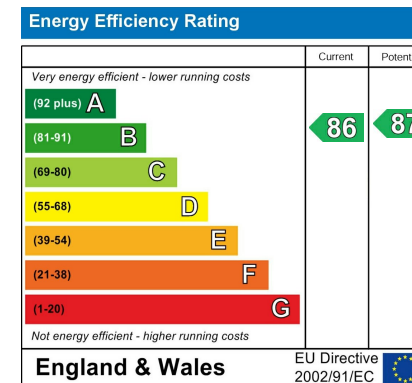 Energy Efficiency Rating
Current Potent
Very energy efficient - lower running costs
(92 plus) A
(81-91) B
(69-80) C
(55-68) D
(39-54) E
(21-38) F
(1-20) G
86
87
Not energy efficient - higher running costs
England & Wales
EU Directive
2002/91/EC